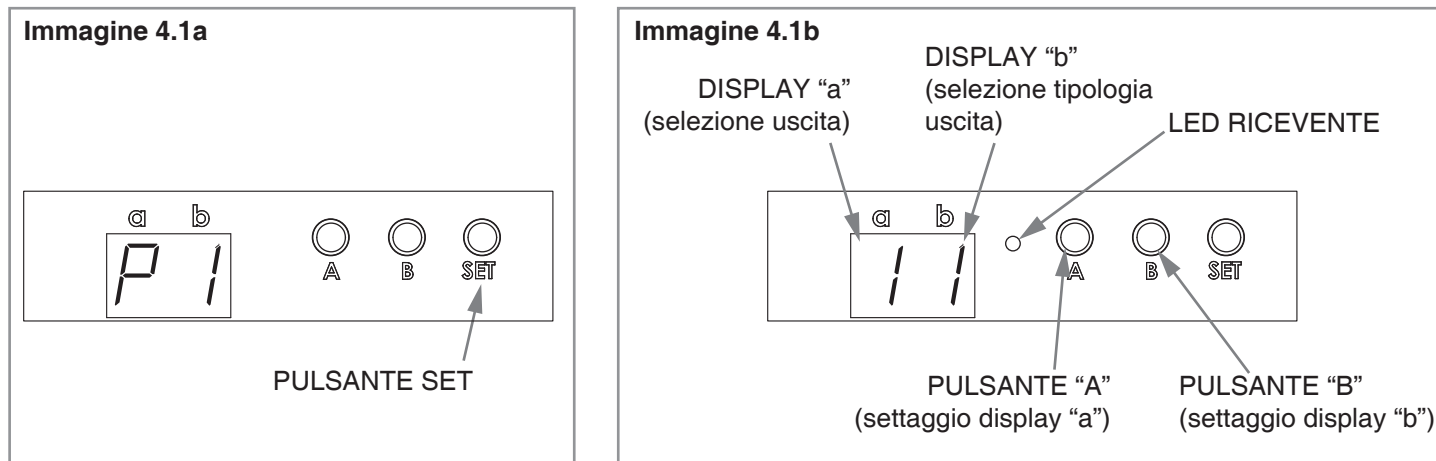 Immagine 4.1a
a b
P1
A B SET
PULSANTE SET
Immagine 4.1b
DISPLAY “a”
(selezione uscita)
DISPLAY “b”
(selezione tipologia
uscita)
LED RICEVENTE
a b
11
A B SET
PULSANTE “A”
(settaggio display “a”)
PULSANTE “B”
(settaggio display “b”)